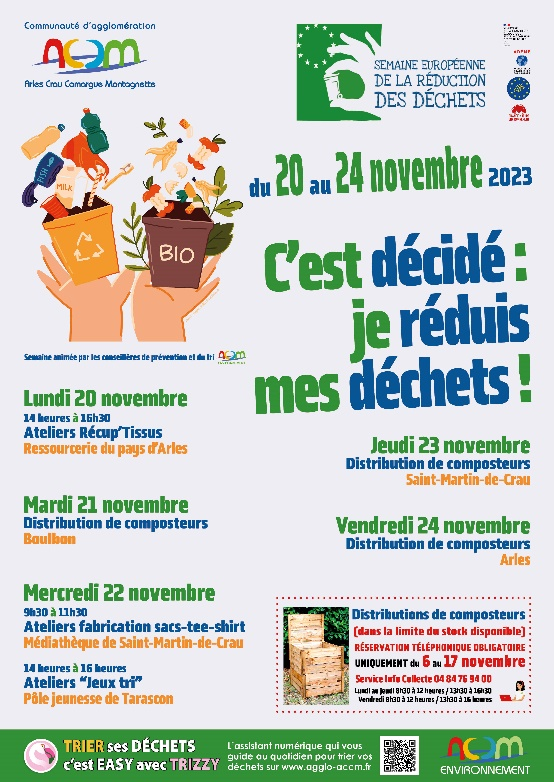 Communauté d'agglomération
ACCM
Arles Crau Camargue Montagnette
SEMAINE EUROPÉENNE
DE LA RÉDUCTION
DES DÉCHETS
ADEME
du 20 au 24 novembre 2023
FISH
MILK
BIO
C'est décidé :
je réduis
mes déchets !
Semaine animée par les conseillères de prévention et du tri
Lundi 20 novembre
14 heures à 16h30
Ateliers Récup'Tissus
Ressourcerie du pays d'Arles
Mardi 21 novembre
Distribution de composteurs
Boulbon
Mercredi 22 novembre
9h30 à 11h30
Ateliers fabrication sacs-tee-shirt
Médiathèque de Saint-Martin-de-Crau
14 heures à 16 heures
Ateliers "Jeux tri"
Pôle jeunesse de Tarascon
Jeudi 23 novembre
Distribution de composteurs
Saint-Martin-de-Crau
Vendredi 24 novembre
Distribution de composteurs
Arles
Distributions de composteurs
(dans la limite du stock disponible)
RÉSERVATION TÉLÉPHONIQUE OBLIGATOIRE
UNIQUEMENT du 6 au 17 novembre
Service Info Collecte 04 84 76 94 00
Lundi au jeudi 8h30 à 12 heures / 13h30 à 16h30
Vendredi 8h30 à 12 heures / 13h30 à 16 heures
TRIER ses DÉCHETS
c'est EASY avec TRIZZY
L'assistant numérique qui vous
guide au quotidien pour trier vos
déchets sur www.agglo-accm.fr
ACCM
ENVIRONNEMENT